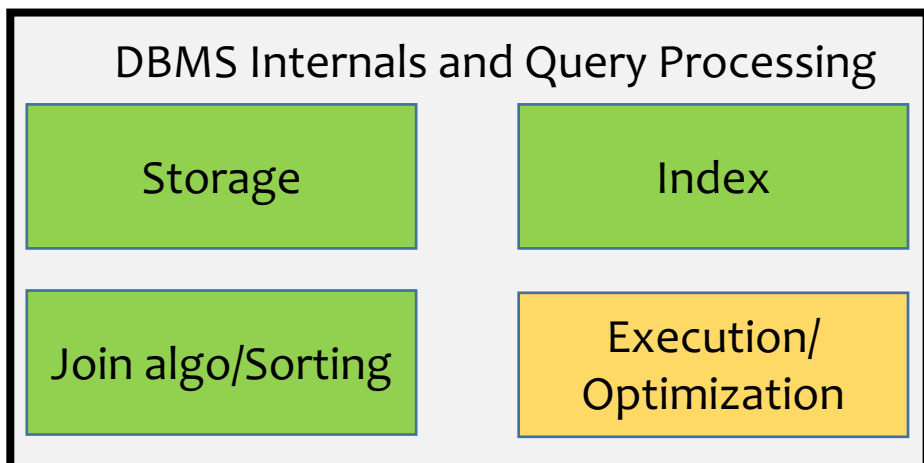 DBMS Internals and Query Processing
Storage
Index
Join algo/Sorting
Execution/
Optimization